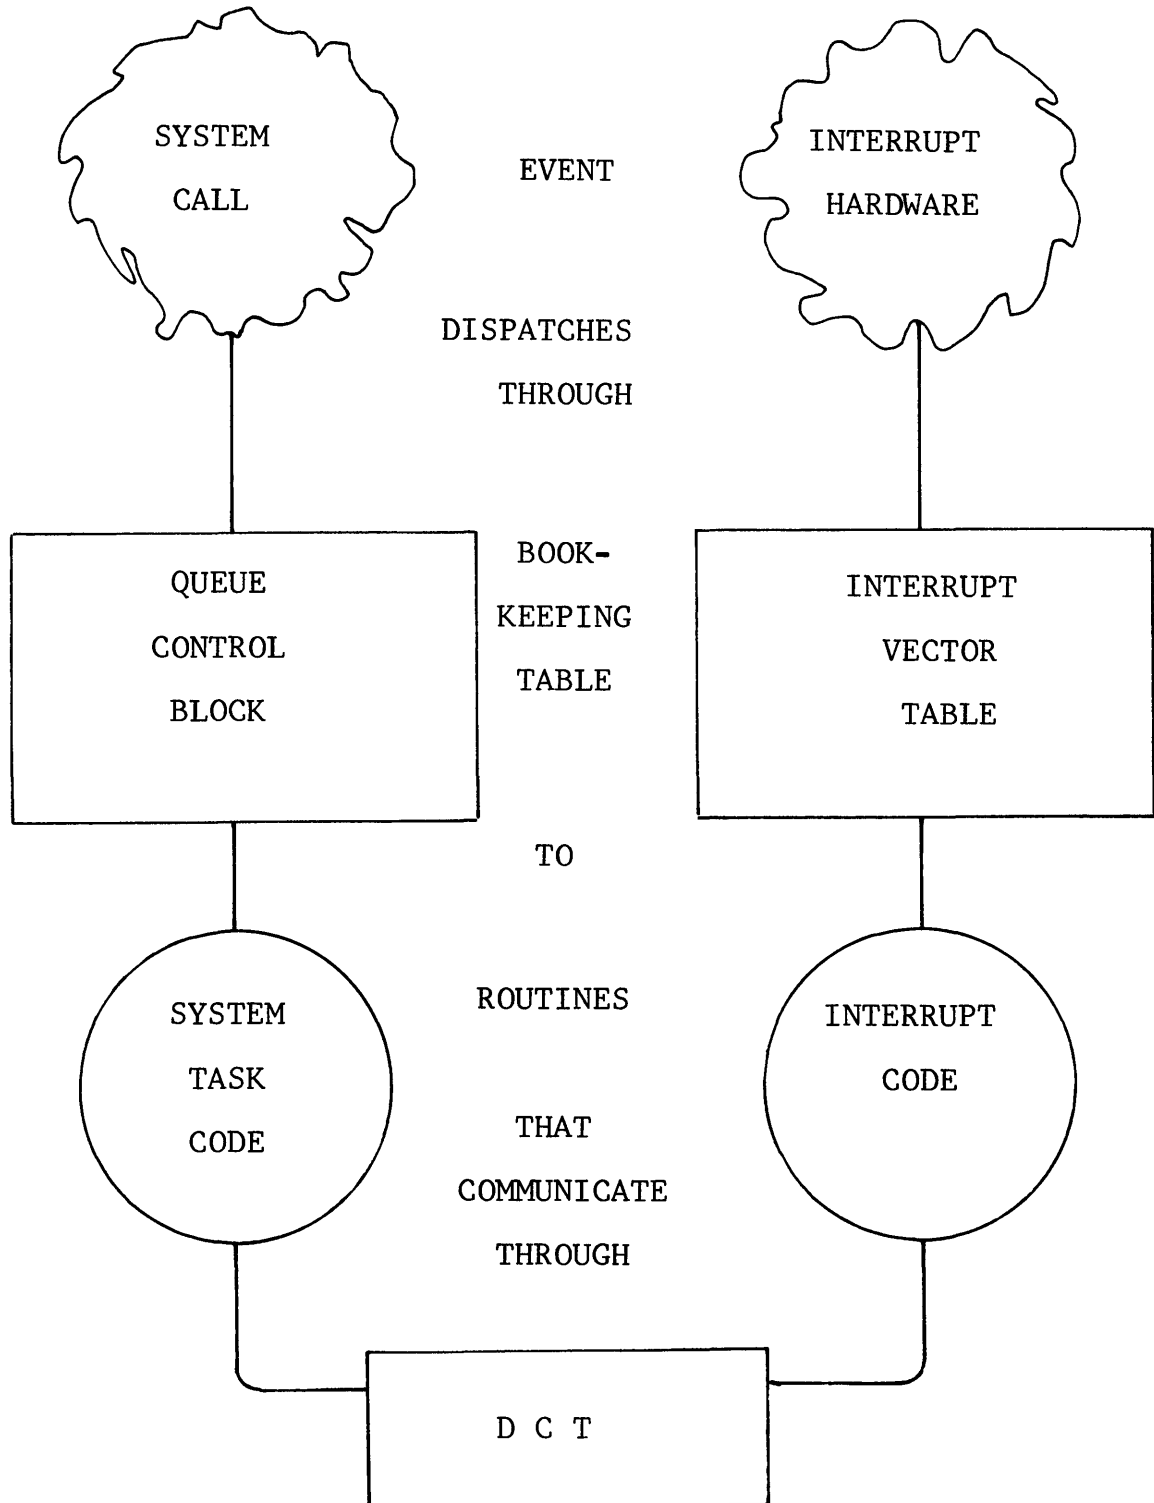 SYSTEM
CALL
EVENT
INTERRUPT
HARDWARE
DISPATCHES
THROUGH
QUEUE
CONTROL
BLOCK
BOOK-
KEEPING
TABLE
INTERRUPT
VECTOR
TABLE
TO
SYSTEM
TASK
CODE
ROUTINES
INTERRUPT
CODE
THAT
COMMUNICATE
THROUGH
D C T